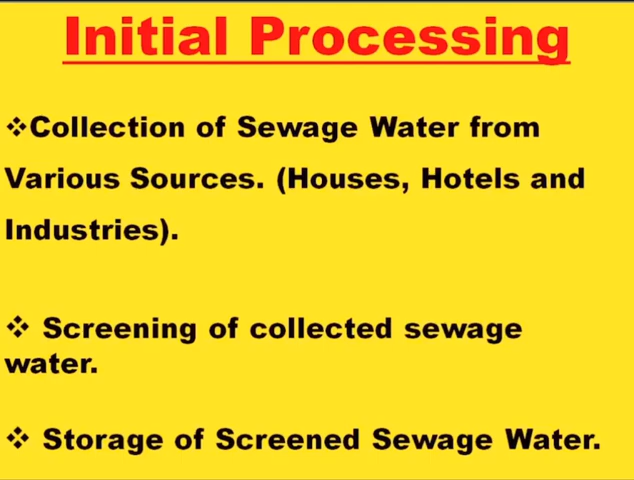 Initial Processing
❖Collection of Sewage Water from
Various Sources. (Houses, Hotels and
Industries).
❖ Screening of collected sewage
water.
❖ Storage of Screened Sewage Water.